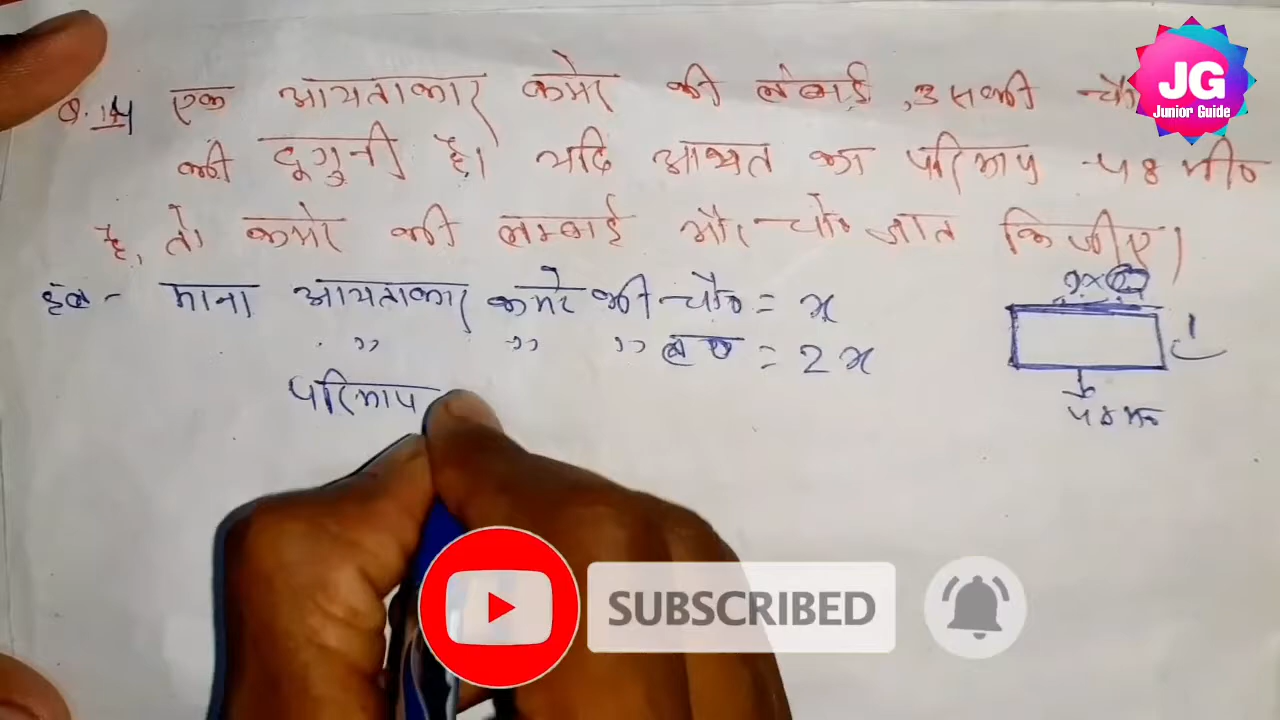 Q.14 एक आयताकार कमरे की लंबाई, उसकी चौ
की दूगुनी है। यदि आयत का परिमाप 48 मी०
है, तो कमरे की लम्बाई और चौ० ज्ञात किजीए।
हल - माना आयताकार कमरे की चौ० = x
" " " ल० = 2x
परिमाप
48 मी०
JG
Junior Guide
SUBSCRIBED